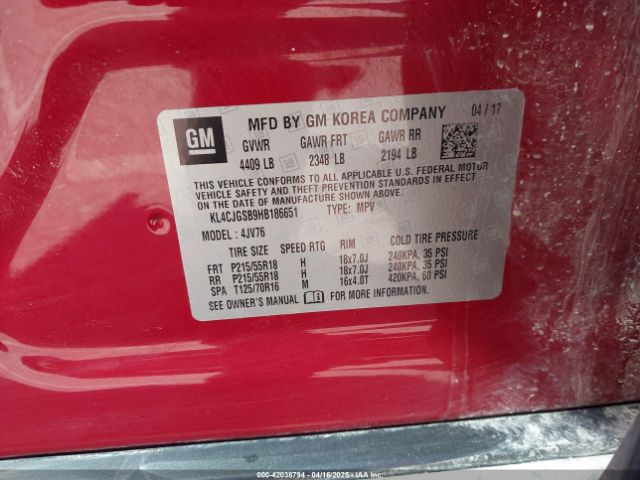 GM
MFD BY GM KOREA COMPANY 04 / 17
GVWR GAWR FRT GAWR RR
4409 LB 2348 LB 2194 LB
THIS VEHICLE CONFORMS TO ALL APPLICABLE U.S. FEDERAL MOTOR
VEHICLE SAFETY AND THEFT PREVENTION STANDARDS IN EFFECT ON
THE DATE OF MANUFACTURE SHOWN ABOVE.
KL4CJGSB9HB186651 TYPE: MPV
MODEL : 4JV76
TIRE SIZE SPEED RTG RIM COLD TIRE PRESSURE
FRT P215/55R18 H 18x7.0J 240KPA, 35 PSI
RR P215/55R18 H 18x7.0J 240KPA, 35 PSI
SPA T125/70R16 M 16x4.0T 420KPA, 60 PSI
SEE OWNER'S MANUAL FOR MORE INFORMATION.
000-42038794 - 04/16/2025 - IAA